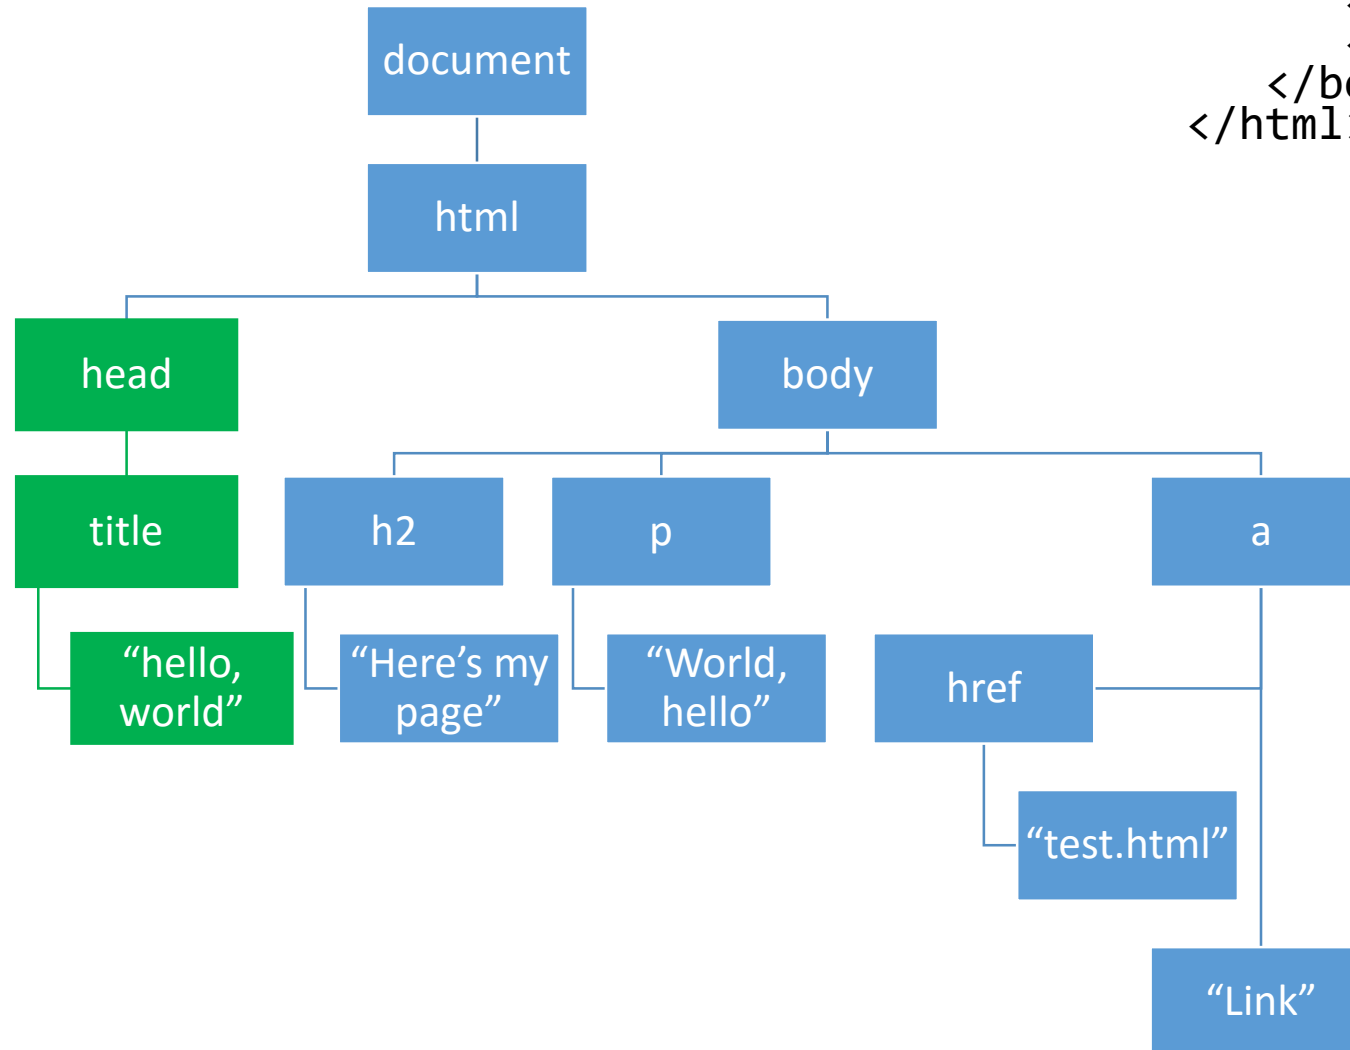 document
</html
html
head
body
title
h2
p
a
“hello,
world”
“Here’s my
page”
“World,
hello”
href
“test.html”
“Link”